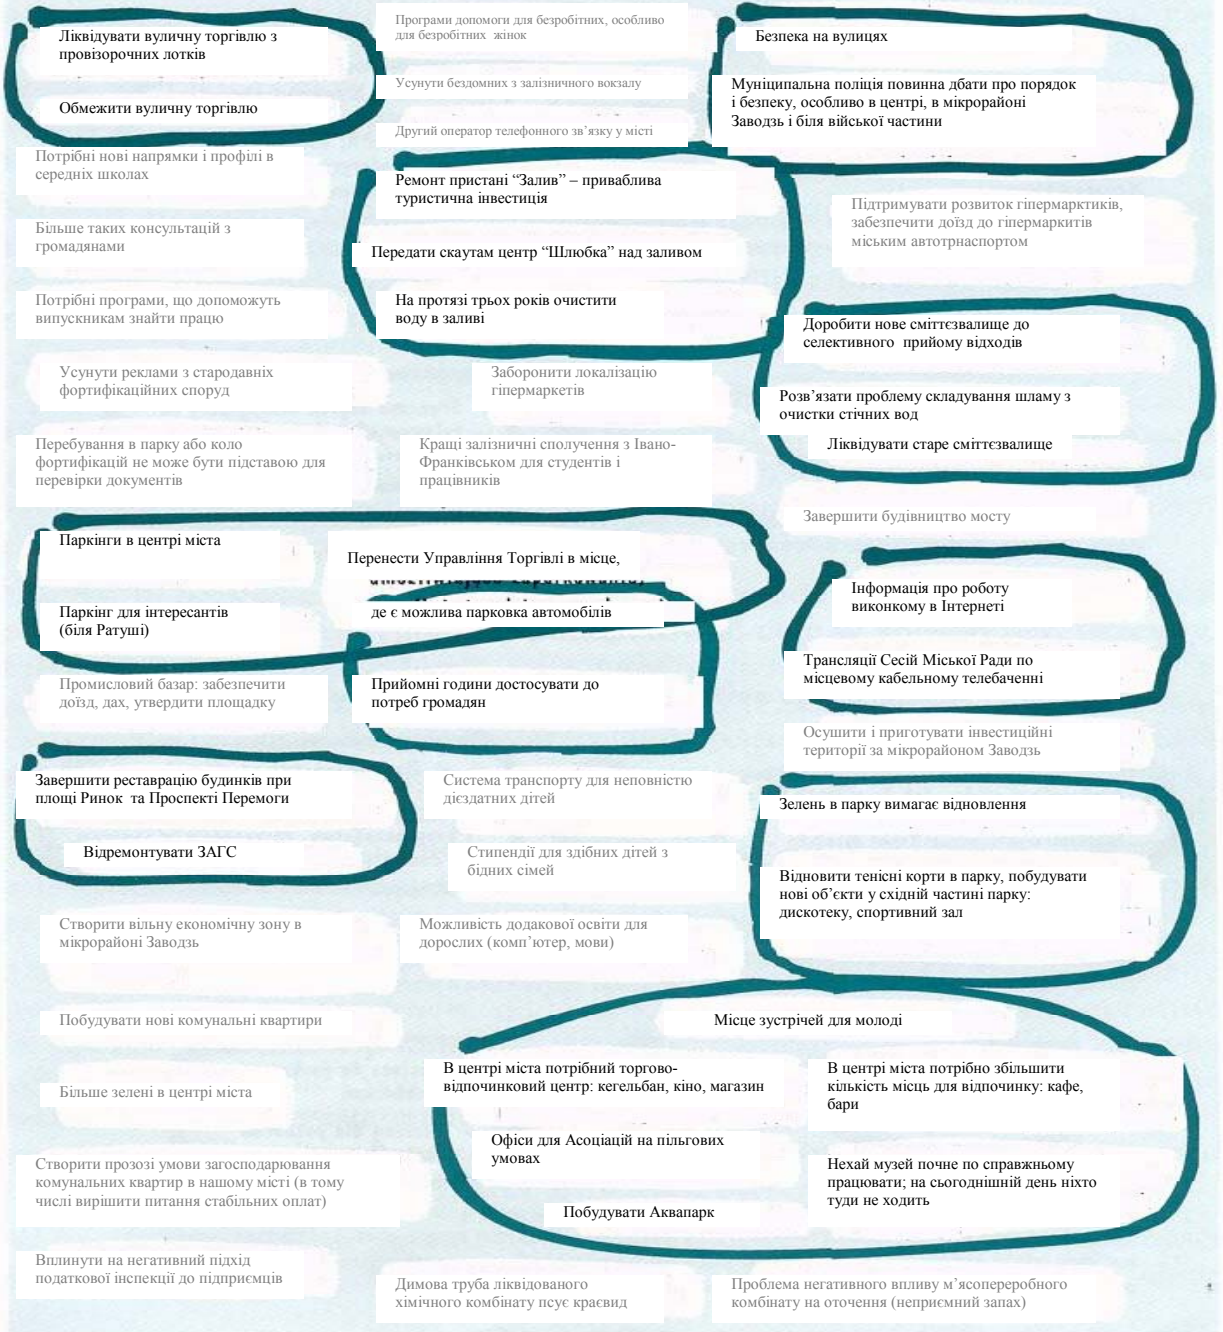 Ліквідувати вуличну торгівлю з
провізорочних лотків
Обмежити вуличну торгівлю
Програми допомоги для безробітних, особливо
для безробітних жінок
Усунути бездомних з залізничного вокзалу
Другий оператор телефонного зв’язку у місті
Безпека на вулицях
Муніципальна поліція повинна дбати про порядок
і безпеку, особливо в центрі, в мікрорайоні
Заводзь і біля війської частини
Потрібні нові напрямки і профілі в
середніх школах
Більше таких консультацій з
громадянами
Потрібні програми, що допоможуть
випускникам знайти працю
Ремонт пристані “Залив” – приваблива
туристична інвестиція
Передати скаутам центр “Шлюбка” над заливом
На протязі трьох років очистити
воду в заливі
Підтримувати розвиток гіпермарктиків,
забезпечити доїзд до гіпермаркитів
міським автотрнаспортом
Доробити нове сміттєзвалище до
селективного прийому відходів
Розв’язати проблему складування шламу з
очистки стічних вод
Ліквідувати старе сміттєзвалище
Усунути реклами з стародавніх
фортифікаційних споруд
Заборонити локалізацію
гіпермаркетів
Перебування в парку або коло
фортифікацій не може бути підставою для
перевірки документів
Кращі залізничні сполучення з Івано-
Франківськом для студентів і
працівників
Завершити будівництво мосту
Паркінги в центрі міста
Перенести Управління Торгівлі в місце,
де є можлива парковка автомобілів
Паркінг для інтересантів
(біля Ратуші)
Інформація про роботу
виконкому в Інтернеті
Трансляції Сесій Міської Ради по
місцевому кабельному телебаченні
Промисловий базар: забезпечити
доїзд, дах, утвердити площадку
Прийомні години достосувати до
потреб громадян
Осушити і приготувати інвестиційні
території за мікрорайоном Заводзь
Завершити реставрацію будинків при
площі Ринок та Проспекті Перемоги
Відремонтувати ЗАГС
Система транспорту для неповністю
дієздатних дітей
Стипендії для здібних дітей з
бідних сімей
Зелень в парку вимагає відновлення
Відновити тенісні корти в парку, побудувати
нові об’єкти у східній частині парку:
дискотеку, спортивний зал
Створити вільну економічну зону в
мікрорайоні Заводзь
Можливість додакової освіти для
дорослих (комп’ютер, мови)
Побудувати нові комунальні квартири
Більше зелені в центрі міста
Місце зустрічей для молоді
В центрі міста потрібний торгово-
відпочинковий центр: кегельбан, кіно, магазин
В центрі міста потрібно збільшити
кількість місць для відпочинку: кафе,
бари
Офіси для Асоціацій на пільгових
умовах
Нехай музей почне по справжньому
працювати; на сьогоднішній день ніхто
туди не ходить
Побудувати Аквапарк
Створити прозозі умови загосподарювання
комунальних квартир в нашому місті (в тому
числі вирішити питання стабільних оплат)
Вплинути на негативний підхід
податкової інспекції до підприємців
Димова труба ліквідованого
хімічного комбінату псує краєвид
Проблема негативного впливу м’ясопереробного
комбінату на оточення (неприємний запах)